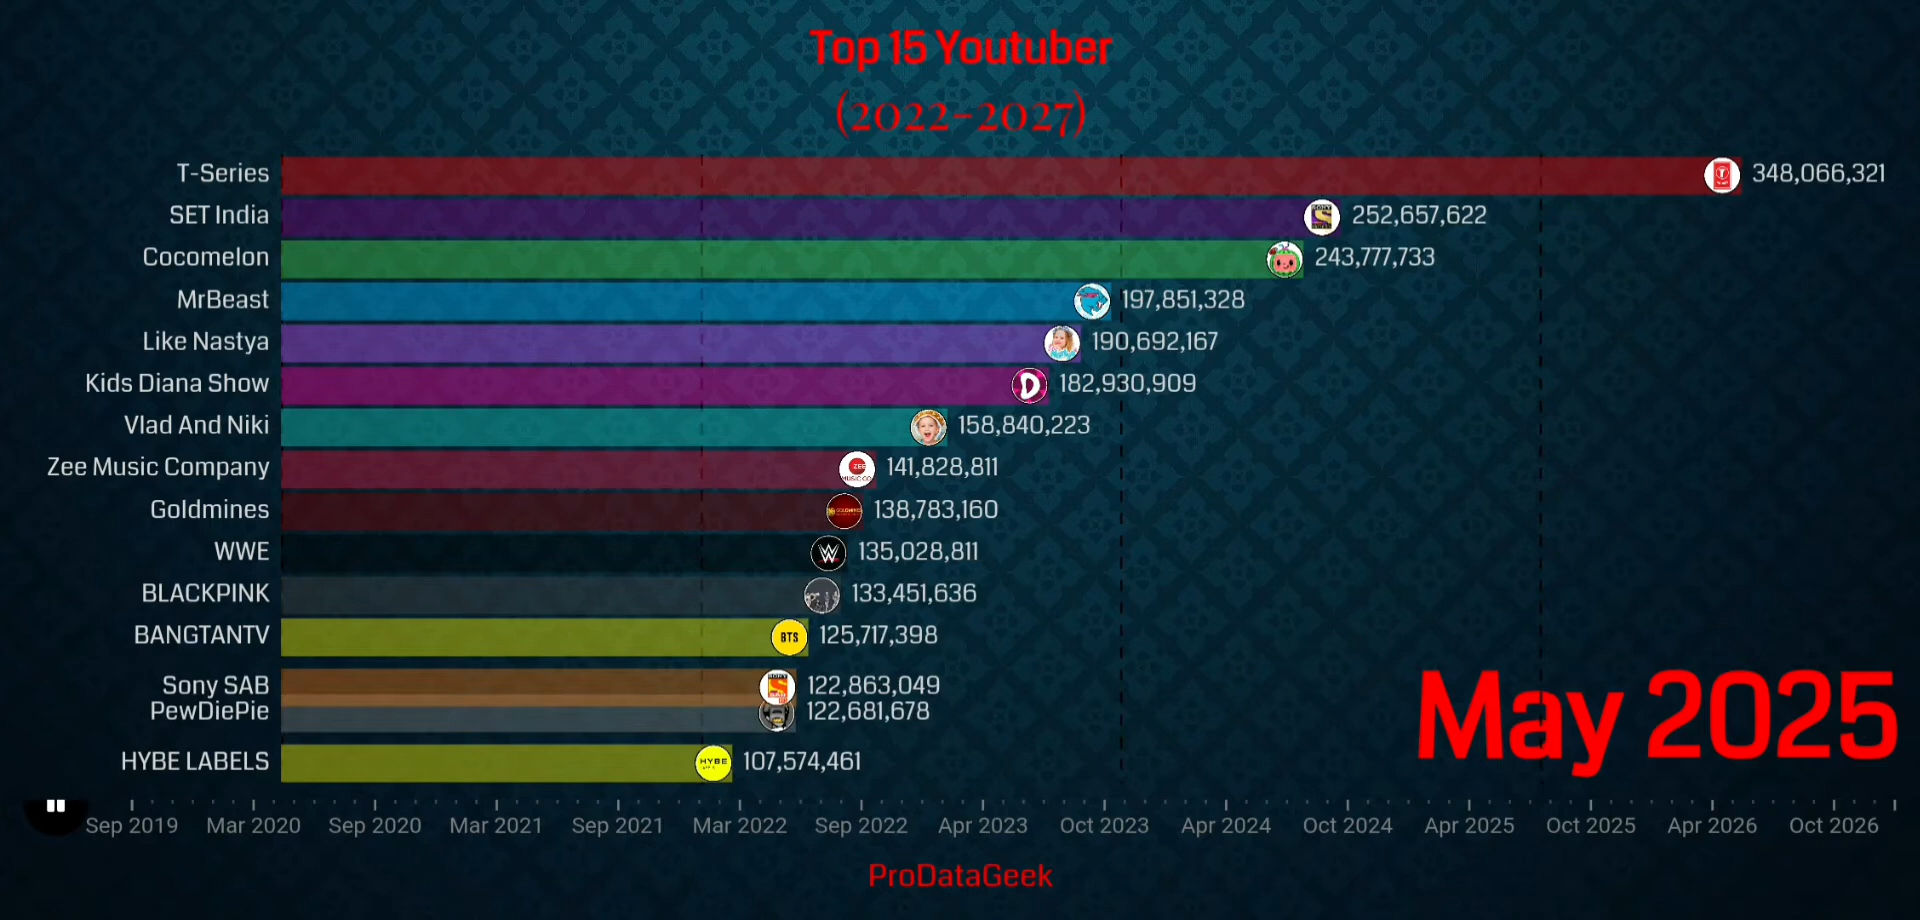 Top 15 Youtuber
(2022-2027)
T-Series 348,066,321
SET India 252,657,622
Cocomelon 243,777,733
MrBeast 197,851,328
Like Nastya 190,692,167
Kids Diana Show 182,930,909
Vlad And Niki 158,840,223
Zee Music Company 141,828,811
Goldmines 138,783,160
WWE 135,028,811
BLACKPINK 133,451,636
BANGTANTV BTS 125,717,398
Sony SAB 122,863,049
PewDiePie 122,681,678
HYBE LABELS HYBE 107,574,461
May 2025
Sep 2019 Mar 2020 Sep 2020 Mar 2021 Sep 2021 Mar 2022 Sep 2022 Apr 2023 Oct 2023 Apr 2024 Oct 2024 Apr 2025 Oct 2025 Apr 2026 Oct 2026
ProDataGeek